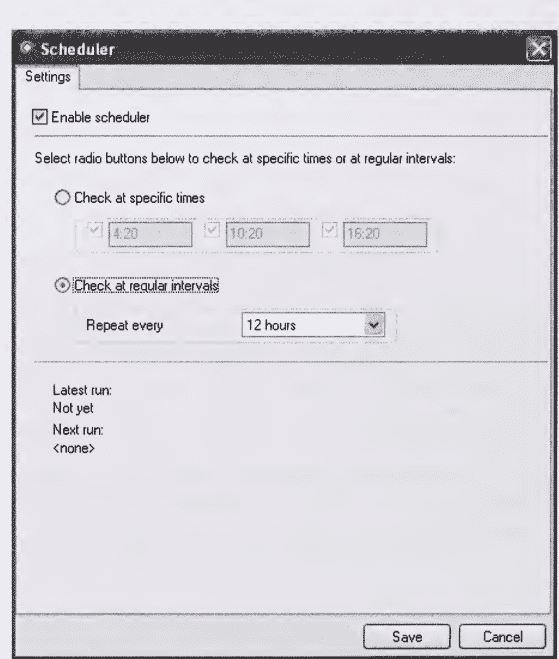 Scheduler
Settings
Enable scheduler
Select radio buttons below to check at specific times or at regular intervals:
Check at specific times
4:20 10:20 16:20
Check at regular intervals
Repeat every 12 hours
Latest run:
Not yet
Next run:
<none>
Save Cancel